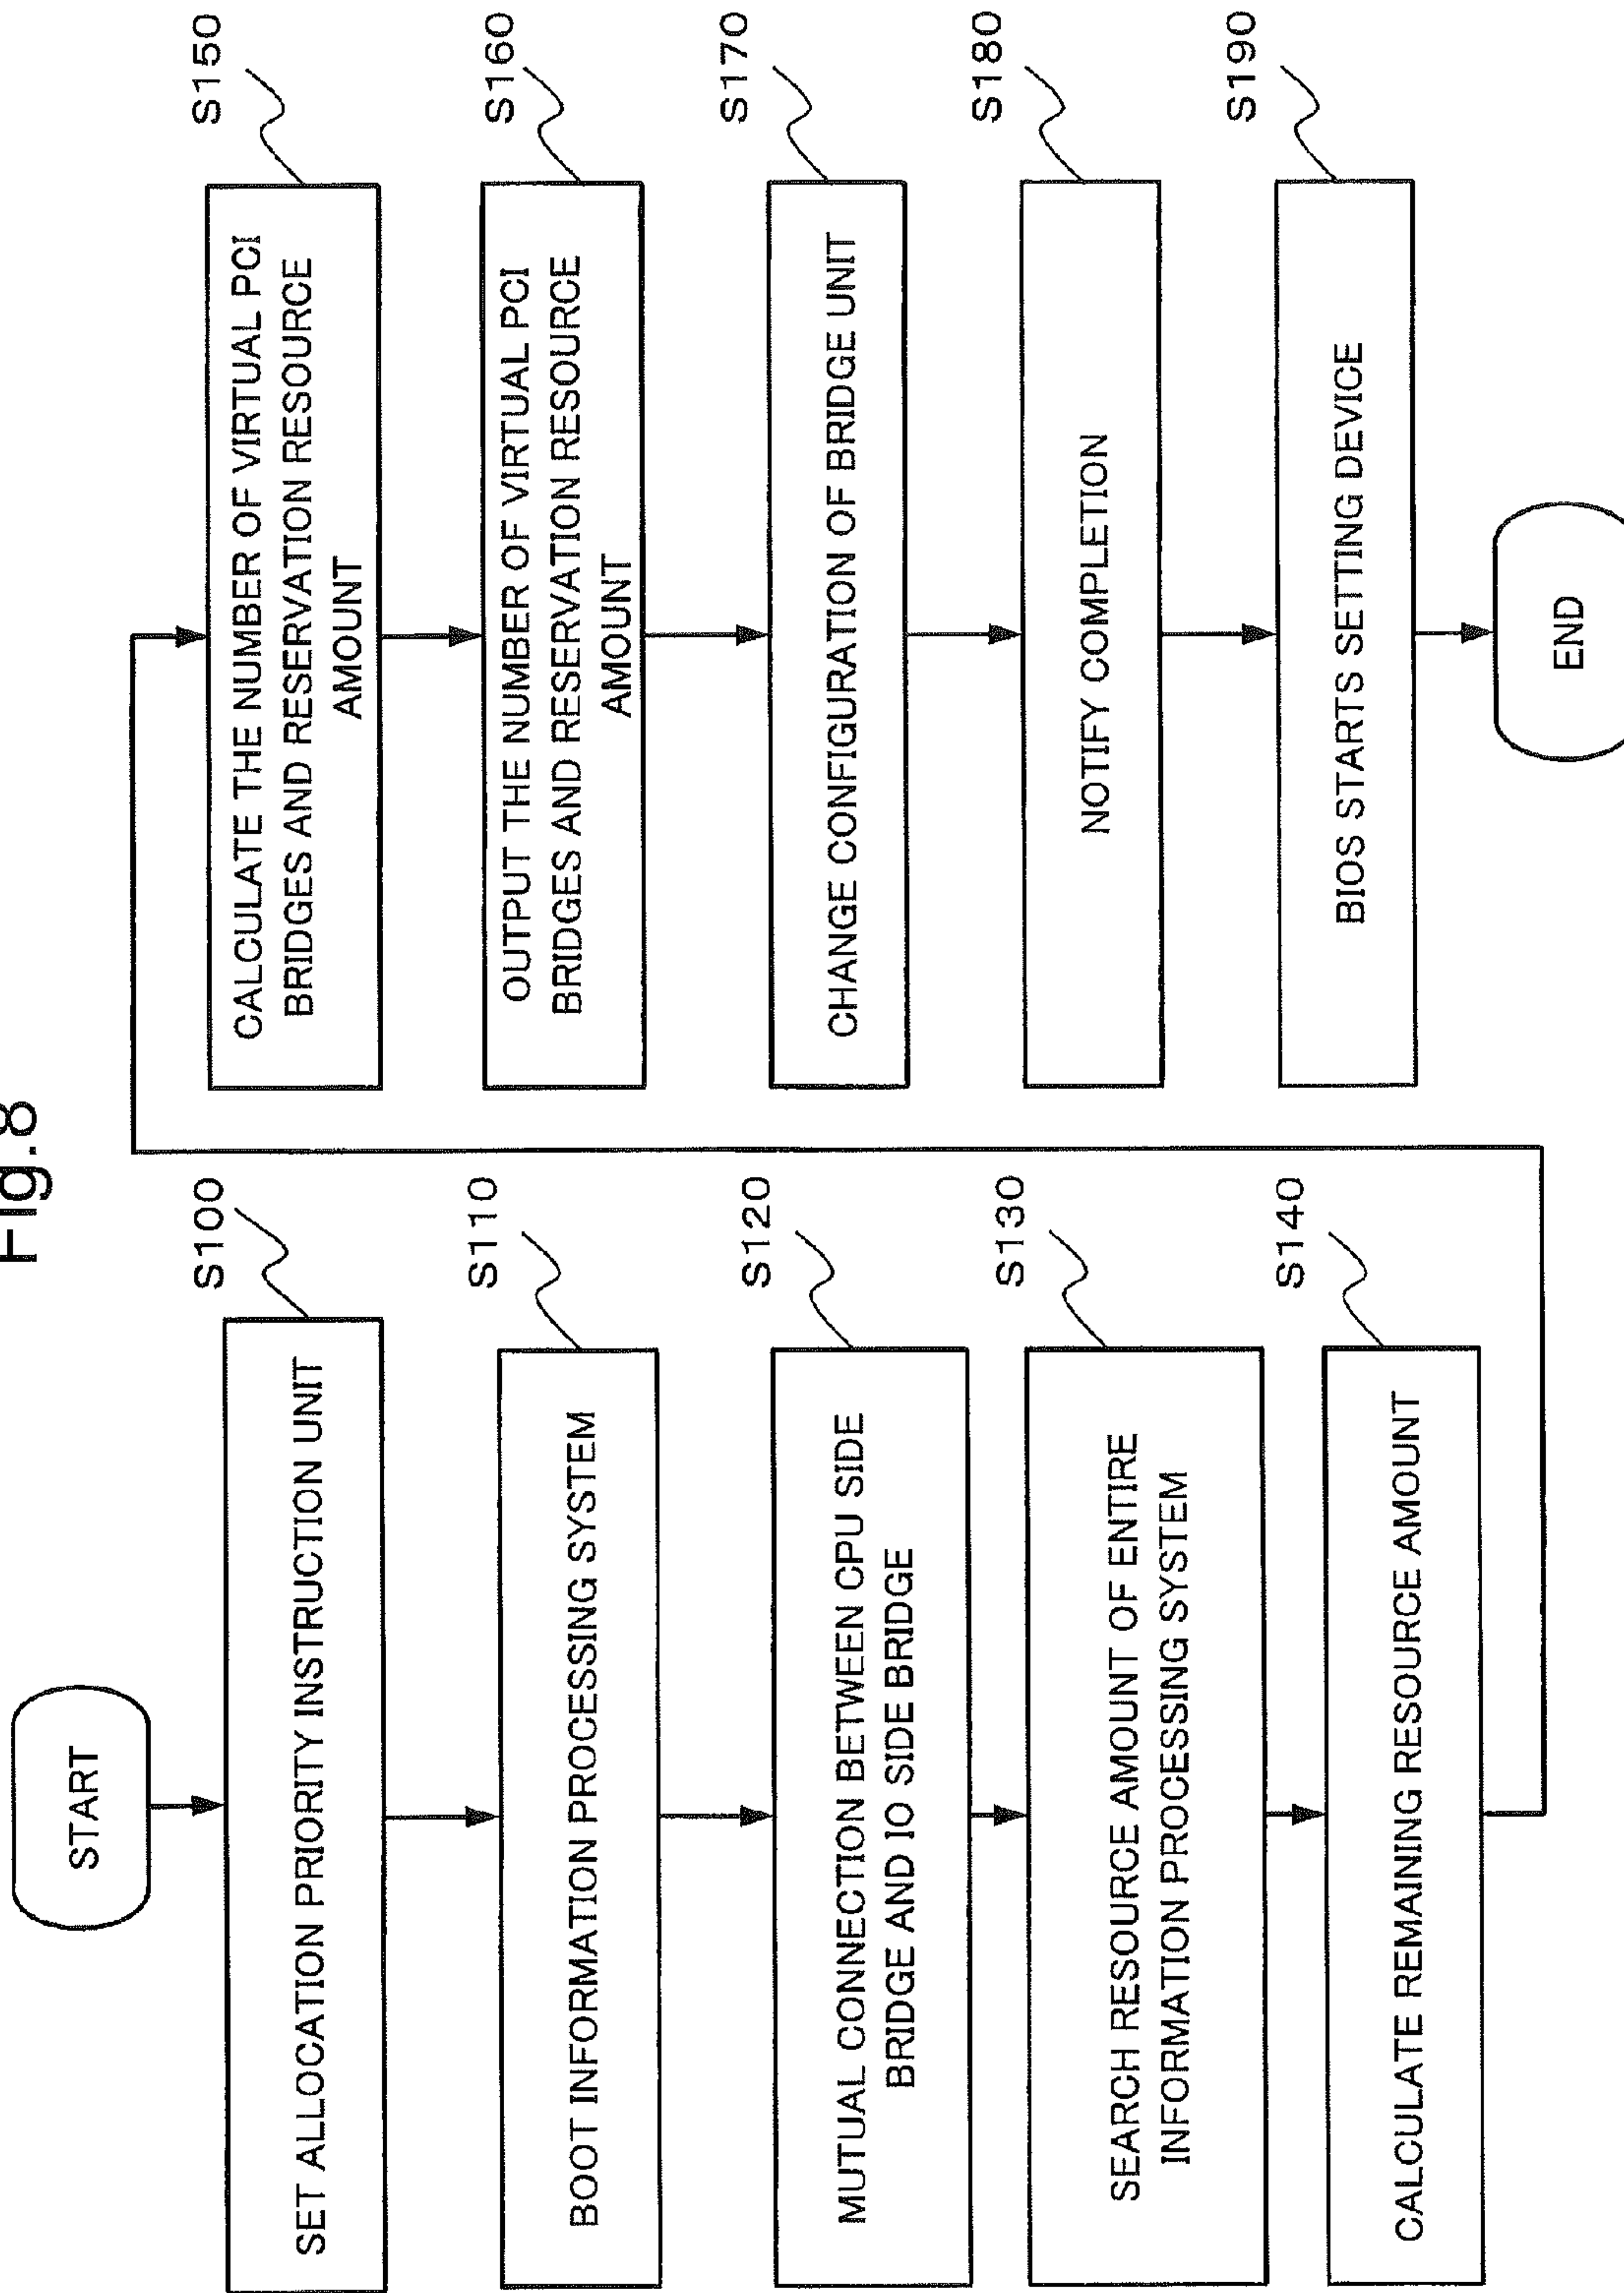 Fig.8
START
S100
SET ALLOCATION PRIORITY INSTRUCTION UNIT
S110
BOOT INFORMATION PROCESSING SYSTEM
S120
MUTUAL CONNECTION BETWEEN CPU SIDE
BRIDGE AND IO SIDE BRIDGE
S130
SEARCH RESOURCE AMOUNT OF ENTIRE
INFORMATION PROCESSING SYSTEM
S140
CALCULATE REMAINING RESOURCE AMOUNT
S150
CALCULATE THE NUMBER OF VIRTUAL PCI
BRIDGES AND RESERVATION RESOURCE
AMOUNT
S160
OUTPUT THE NUMBER OF VIRTUAL PCI
BRIDGES AND RESERVATION RESOURCE
AMOUNT
S170
CHANGE CONFIGURATION OF BRIDGE UNIT
S180
NOTIFY COMPLETION
S190
BIOS STARTS SETTING DEVICE
END